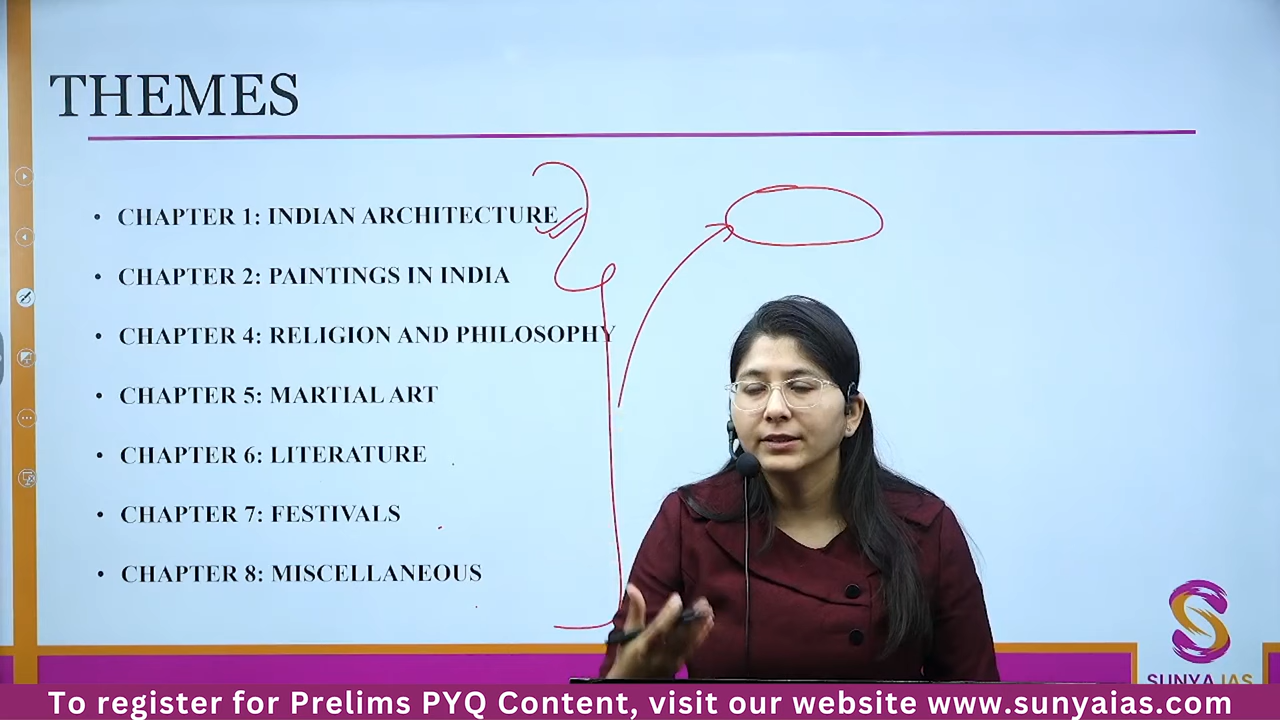 THEMES
• CHAPTER 1: INDIAN ARCHITECTURE
• CHAPTER 2: PAINTINGS IN INDIA
• CHAPTER 4: RELIGION AND PHILOSOPHY
• CHAPTER 5: MARTIAL ART
• CHAPTER 6: LITERATURE
• CHAPTER 7: FESTIVALS
• CHAPTER 8: MISCELLANEOUS
SUNYA IAS
To register for Prelims PYQ Content, visit our website www.sunyaias.com